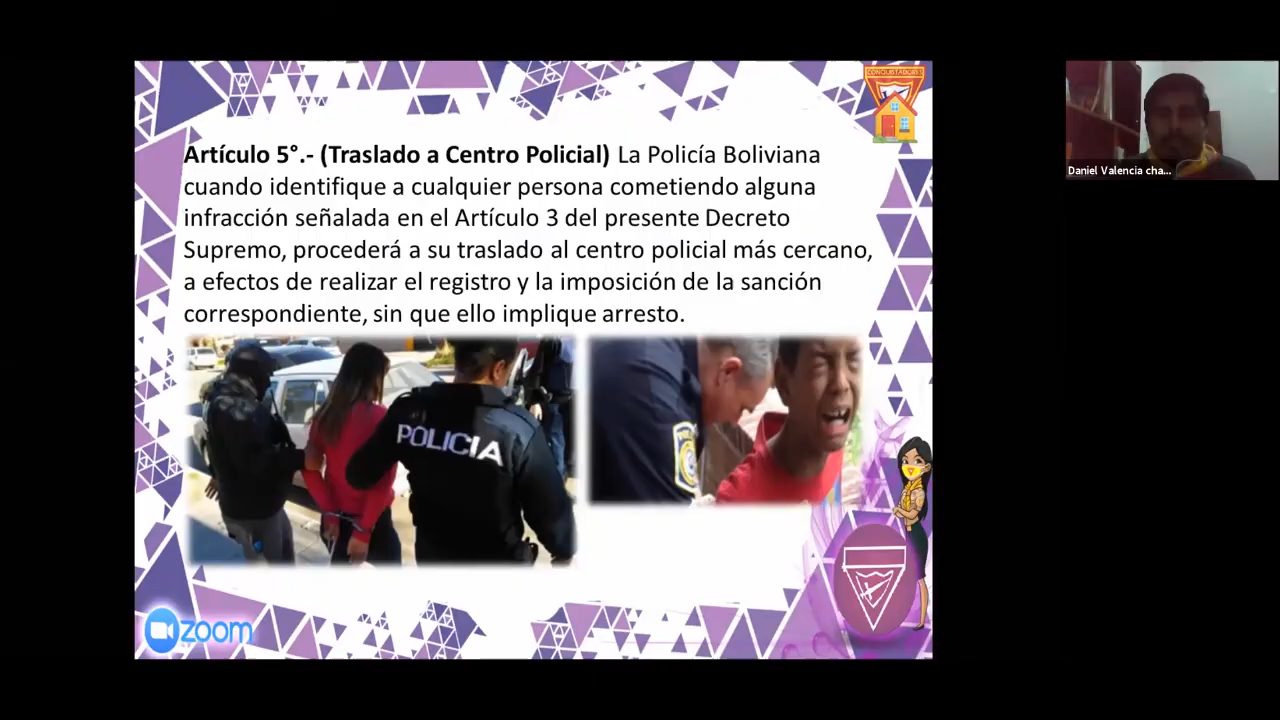 CONQUISTADORES
Artículo 5°.- (Traslado a Centro Policial) La Policía Boliviana
cuando identifique a cualquier persona cometiendo alguna
infracción señalada en el Artículo 3 del presente Decreto
Supremo, procederá a su traslado al centro policial más cercano,
a efectos de realizar el registro y la imposición de la sanción
correspondiente, sin que ello implique arresto.
POLICIA
zoom
Daniel Valencia cha...